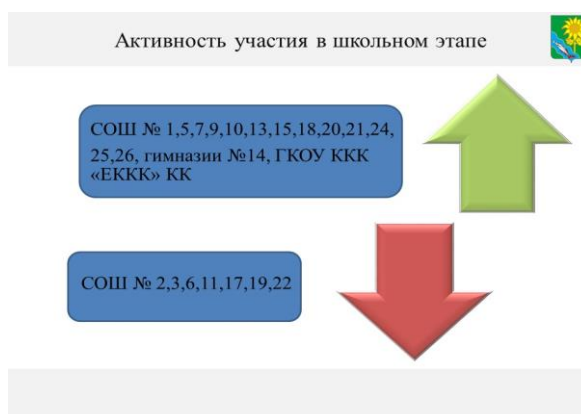 Активность участия в школьном этапе
СОШ № 1,5,7,9,10,13,15,18,20,21,24,
25,26, гимназии №14, ГКОУ ККК
«ЕККК» КК
СОШ № 2,3,6,11,17,19,22